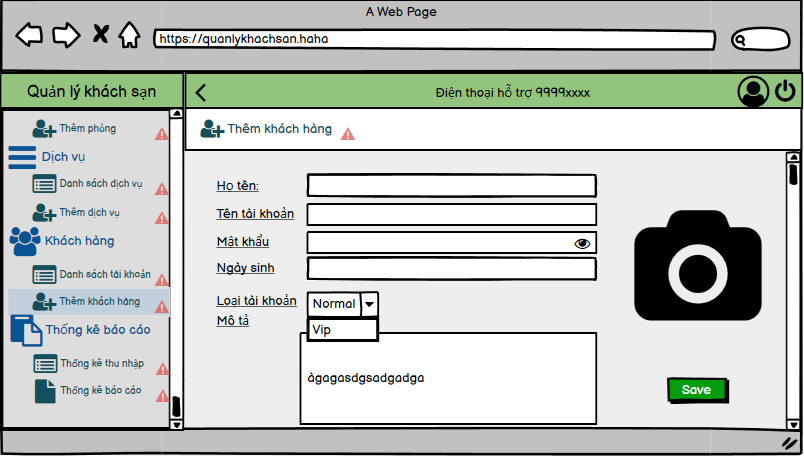 A Web Page
https://quanlykhachsan.haha
Quản lý khách sạn
Điện thoại hỗ trợ 9999xxxx
Thêm phòng
Dịch vụ
Danh sách dịch vụ
Thêm dịch vụ
Khách hàng
Danh sách tài khoản
Thêm khách hàng
Thống kê báo cáo
Thống kê thu nhập
Thống kê báo cáo
Thêm khách hàng
Họ tên:
Tên tài khoản
Mật khẩu
Ngày sinh
Loại tài khoản
Normal
Vip
Mô tả
àgagasdgsadgadga
Save